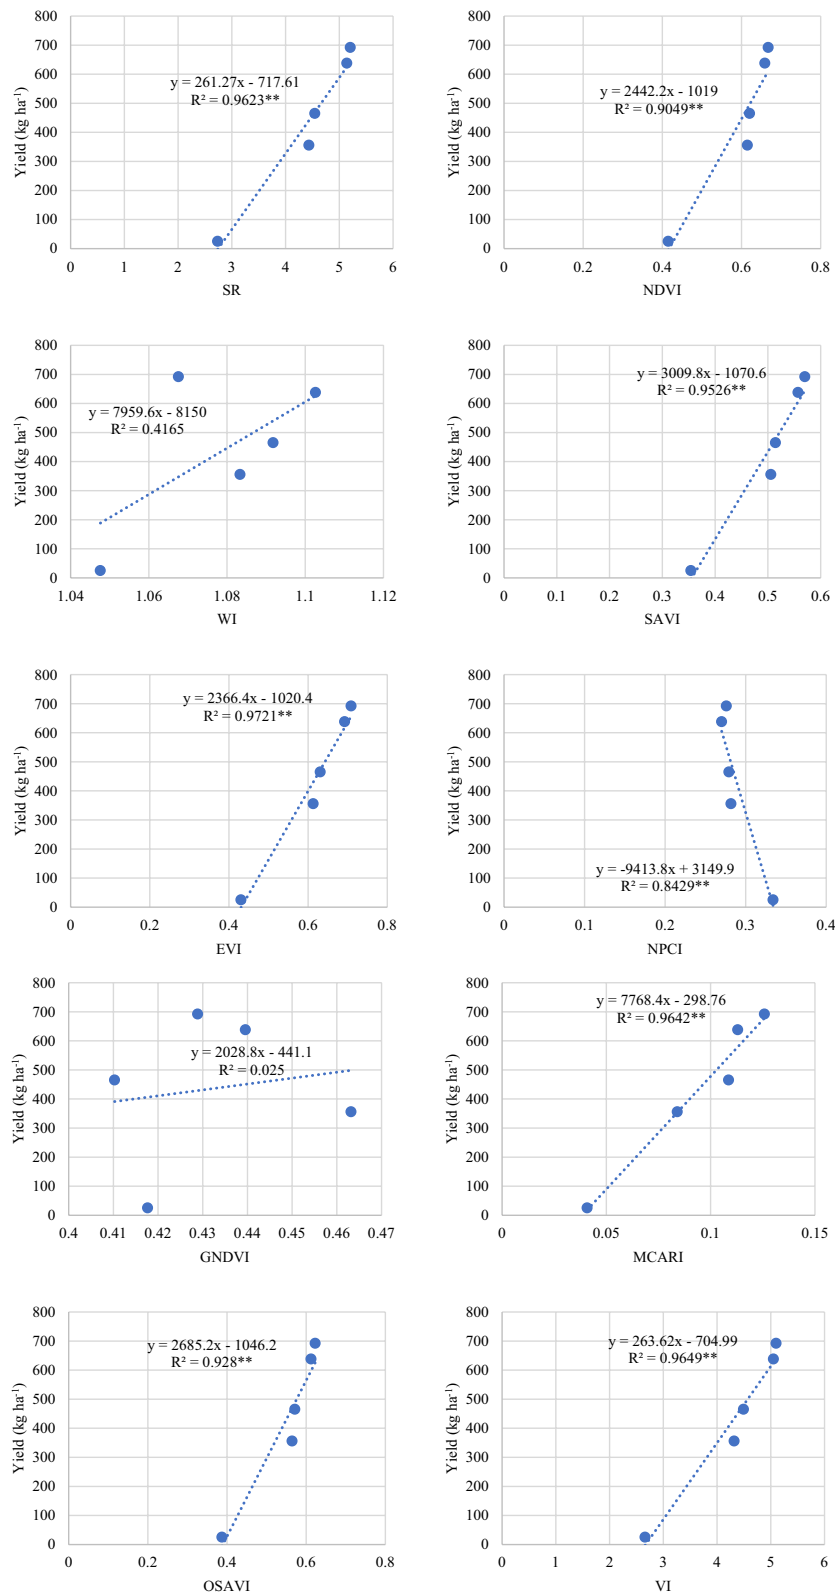 800
700
600
500
400
300
200
100
0
Yield (kg ha⁻¹)
y = 261.27x - 717.61
R² = 0.9623**
0 1 2 3 4 5 6
SR
800
700
600
500
400
300
200
100
0
Yield (kg ha⁻¹)
y = 2442.2x - 1019
R² = 0.9049**
0 0.2 0.4 0.6 0.8
NDVI
800
700
600
500
400
300
200
100
0
Yield (kg ha⁻¹)
y = 7959.6x - 8150
R² = 0.4165
1.04 1.06 1.08 1.1 1.12
WI
800
700
600
500
400
300
200
100
0
Yield (kg ha⁻¹)
y = 3009.8x - 1070.6
R² = 0.9526**
0 0.1 0.2 0.3 0.4 0.5 0.6
SAVI
800
700
600
500
400
300
200
100
0
Yield (kg ha⁻¹)
y = 2366.4x - 1020.4
R² = 0.9721**
0 0.2 0.4 0.6 0.8
EVI
800
700
600
500
400
300
200
100
0
Yield (kg ha⁻¹)
y = -9413.8x + 3149.9
R² = 0.8429**
0 0.1 0.2 0.3 0.4
NPCI
800
700
600
500
400
300
200
100
0
Yield (kg ha⁻¹)
y = 2028.8x - 441.1
R² = 0.025
0.4 0.41 0.42 0.43 0.44 0.45 0.46 0.47
GNDVI
800
700
600
500
400
300
200
100
0
Yield (kg ha⁻¹)
y = 7768.4x - 298.76
R² = 0.9642**
0 0.05 0.1 0.15
MCARI
800
700
600
500
400
300
200
100
0
Yield (kg ha⁻¹)
y = 2685.2x - 1046.2
R² = 0.928**
0 0.2 0.4 0.6 0.8
OSAVI
800
700
600
500
400
300
200
100
0
Yield (kg ha⁻¹)
y = 263.62x - 704.99
R² = 0.9649**
0 1 2 3 4 5 6
VI